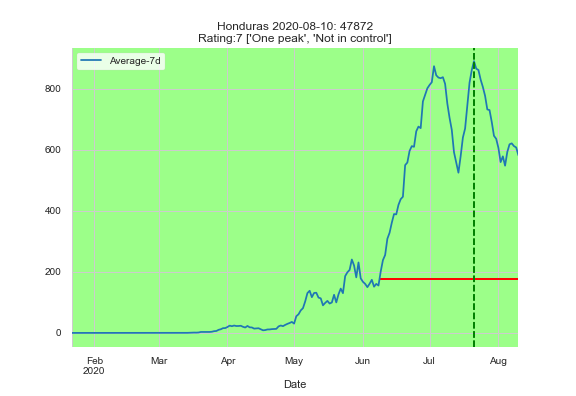 Honduras 2020-08-10: 47872
Rating:7 ['One peak', 'Not in control']
Average-7d
800
600
400
200
0
Feb Mar Apr May Jun Jul Aug
2020
Date